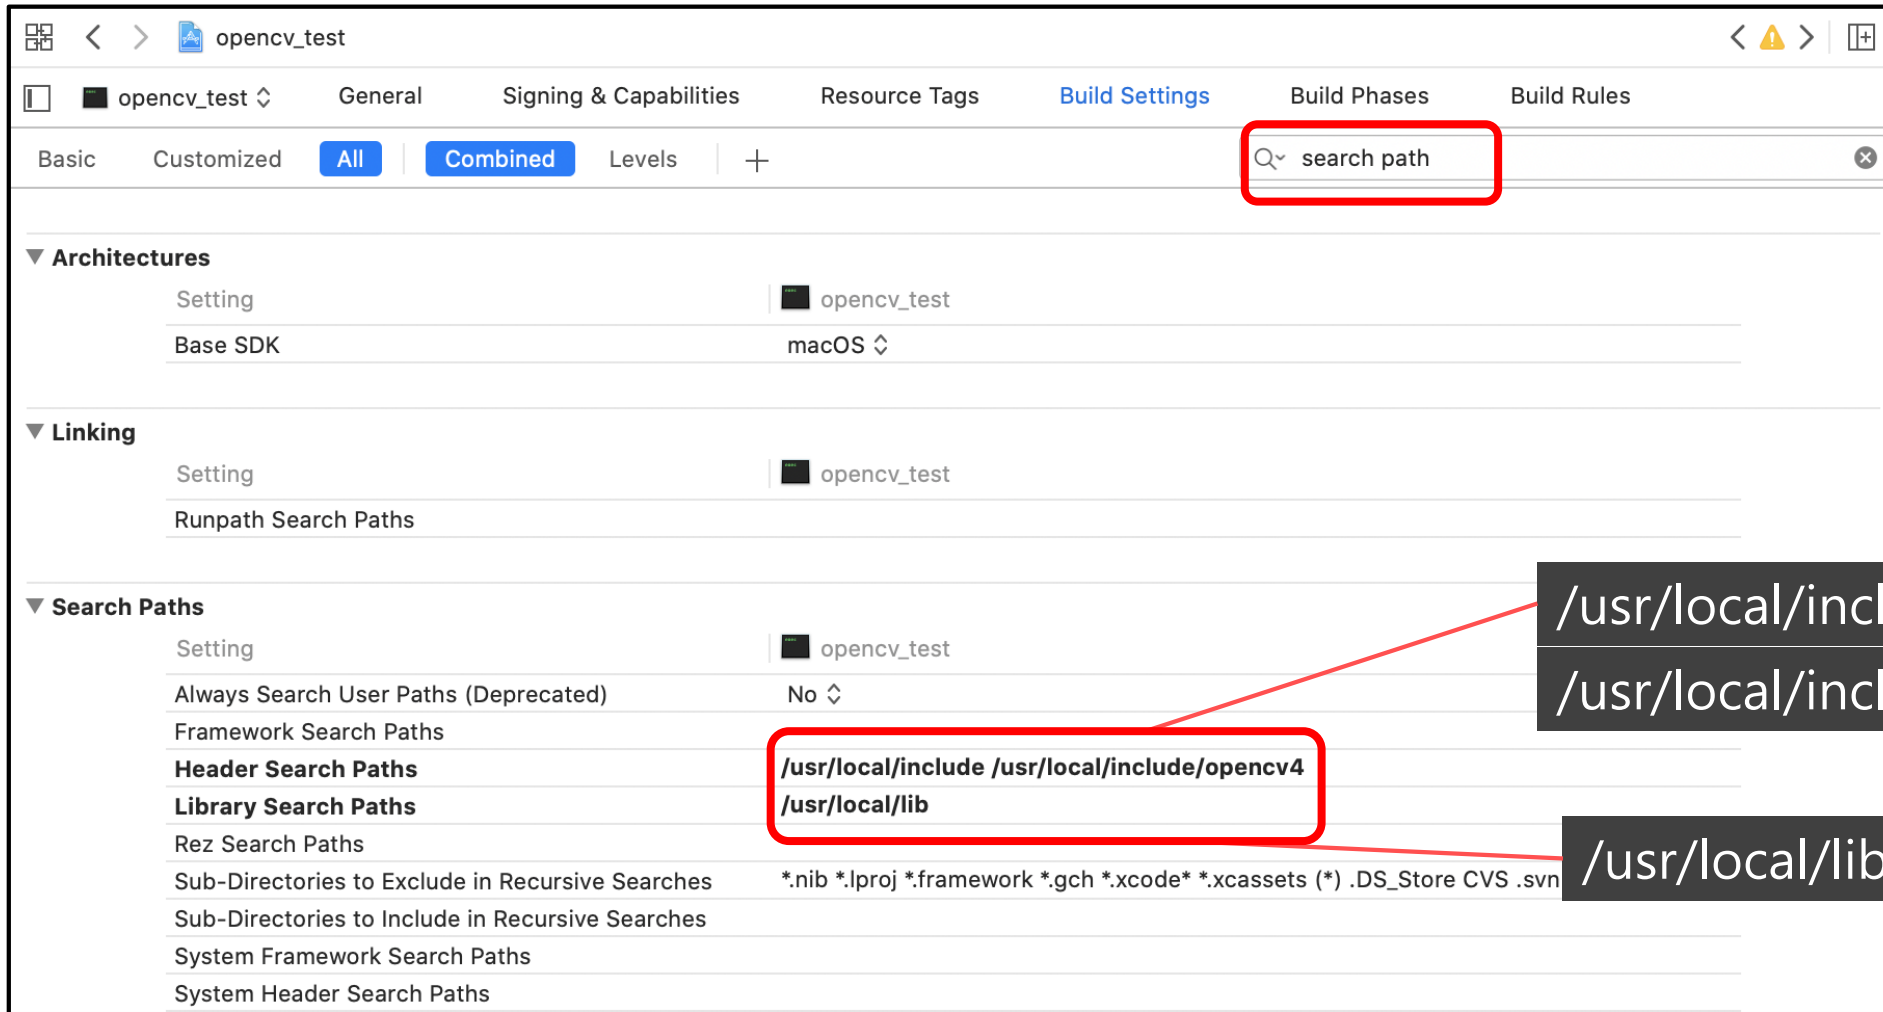 opencv_test
opencv_test General Signing & Capabilities Resource Tags Build Settings Build Phases Build Rules
Basic Customized All Combined Levels search path
Architectures
Setting opencv_test
Base SDK macOS
Linking
Setting opencv_test
Runpath Search Paths
/usr/local/incl
Search Paths
Setting opencv_test
/usr/local/incl
Always Search User Paths (Deprecated) No
Framework Search Paths
Header Search Paths /usr/local/include /usr/local/include/opencv4
Library Search Paths /usr/local/lib
Rez Search Paths
/usr/local/lib
Sub-Directories to Exclude in Recursive Searches *.nib *.lproj *.framework *.gch *.xcode* *.xcassets (*) .DS_Store CVS .svn
Sub-Directories to Include in Recursive Searches
System Framework Search Paths
System Header Search Paths